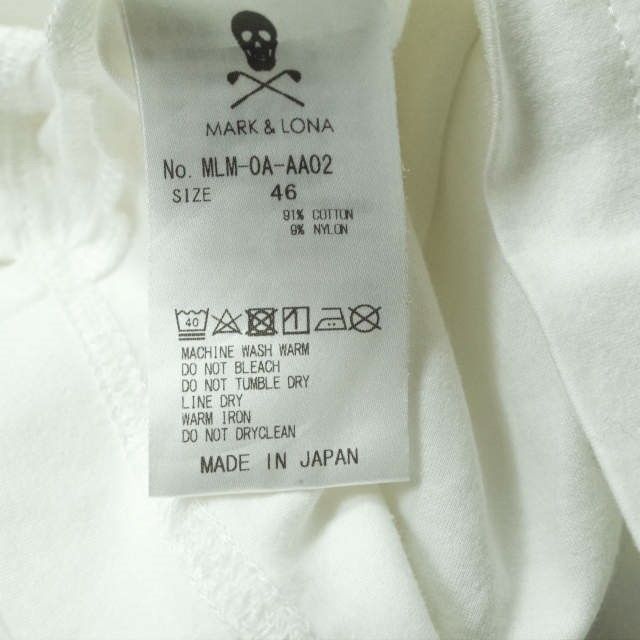 MARK & LONA
No. MLM-0A-AA02
SIZE 46
91% COTTON
9% NYLON
40
MACHINE WASH WARM
DO NOT BLEACH
DO NOT TUMBLE DRY
LINE DRY
WARM IRON
DO NOT DRYCLEAN
MADE IN JAPAN